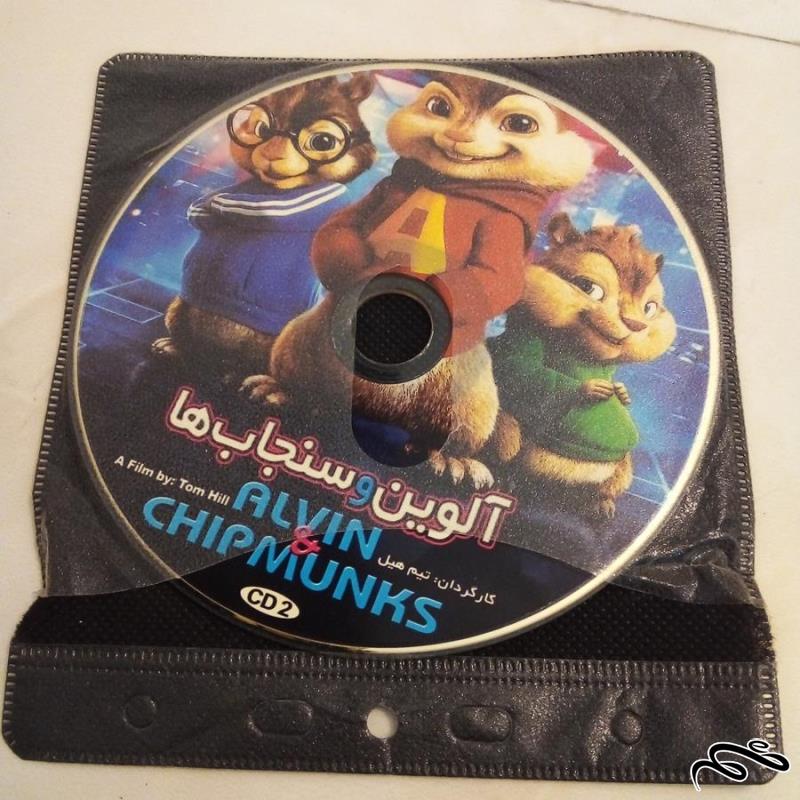 A
آلوین و سنجاب‌ها
A Film by: Tom Hill
ALVIN
&
CHIPMUNKS
کارگردان: تیم هیل
CD 2